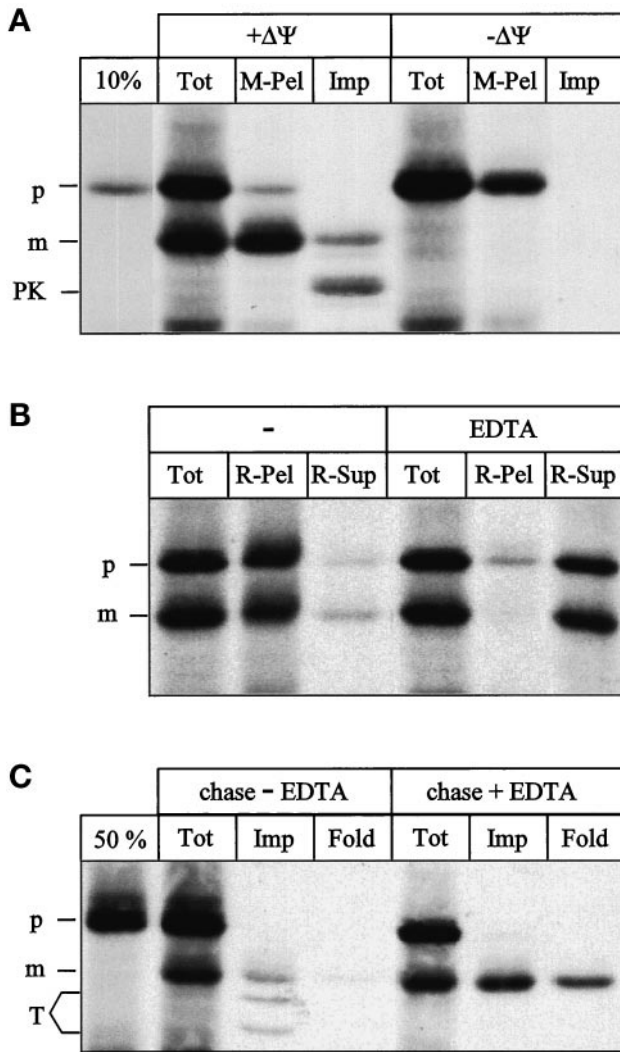 A
+ΔΨ -ΔΨ
10% Tot M-Pel Imp Tot M-Pel Imp
p
m
PK
B
- EDTA
Tot R-Pel R-Sup Tot R-Pel R-Sup
p
m
C
chase - EDTA chase + EDTA
50 % Tot Imp Fold Tot Imp Fold
p
m
T